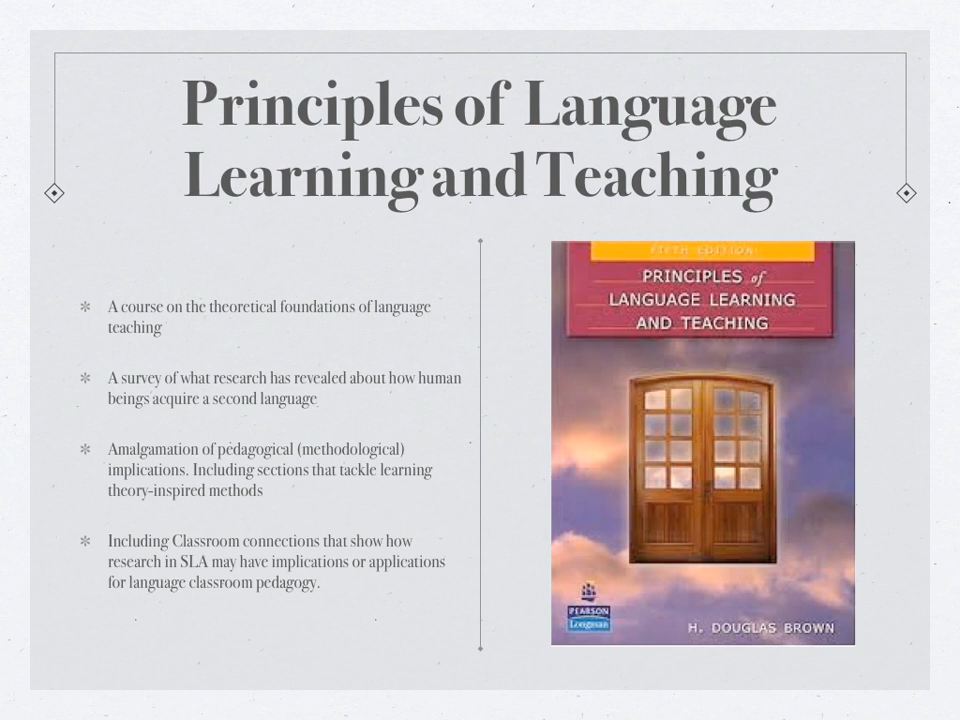 Principles of Language
Learning and Teaching
✼ A course on the theoretical foundations of language
teaching
✼ A survey of what research has revealed about how human
beings acquire a second language
✼ Amalgamation of pedagogical (methodological)
implications. Including sections that tackle learning
theory-inspired methods
✼ Including Classroom connections that show how
research in SLA may have implications or applications
for language classroom pedagogy.
FIFTH EDITION
PRINCIPLES of
LANGUAGE LEARNING
AND TEACHING
PEARSON
Longman
H. DOUGLAS BROWN